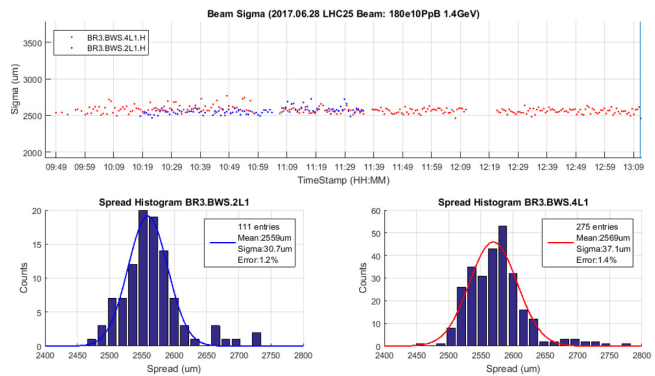 Beam Sigma (2017.06.28 LHC25 Beam: 180e10PpB 1.4GeV)
BR3.BWS.4L1.H
BR3.BWS.2L1.H
Sigma (um)
3500
3000
2500
2000
09:49 09:59 10:09 10:19 10:29 10:39 10:49 10:59 11:09 11:19 11:29 11:39 11:49 11:59 12:09 12:19 12:29 12:39 12:49 12:59 13:09
TimeStamp (HH:MM)
Spread Histogram BR3.BWS.2L1
111 entries
Mean:2559um
Sigma:30.7um
Error:1.2%
Counts
20
15
10
5
0
2400 2450 2500 2550 2600 2650 2700 2750 2800
Spread (um)
Spread Histogram BR3.BWS.4L1
275 entries
Mean:2569um
Sigma:37.1um
Error:1.4%
Counts
60
50
40
30
20
10
0
2400 2450 2500 2550 2600 2650 2700 2750 2800
Spread (um)